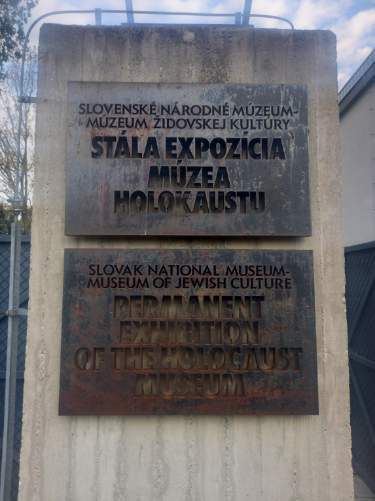 SLOVENSKÉ NÁRODNÉ MÚZEUM-
MÚZEUM ŽIDOVSKEJ KULTÚRY
STÁLA EXPOZÍCIA
MÚZEA
HOLOKAUSTU
SLOVAK NATIONAL MUSEUM-
MUSEUM OF JEWISH CULTURE
PERMANENT
EXHIBITION
OF THE HOLOCAUST
MUSEUM